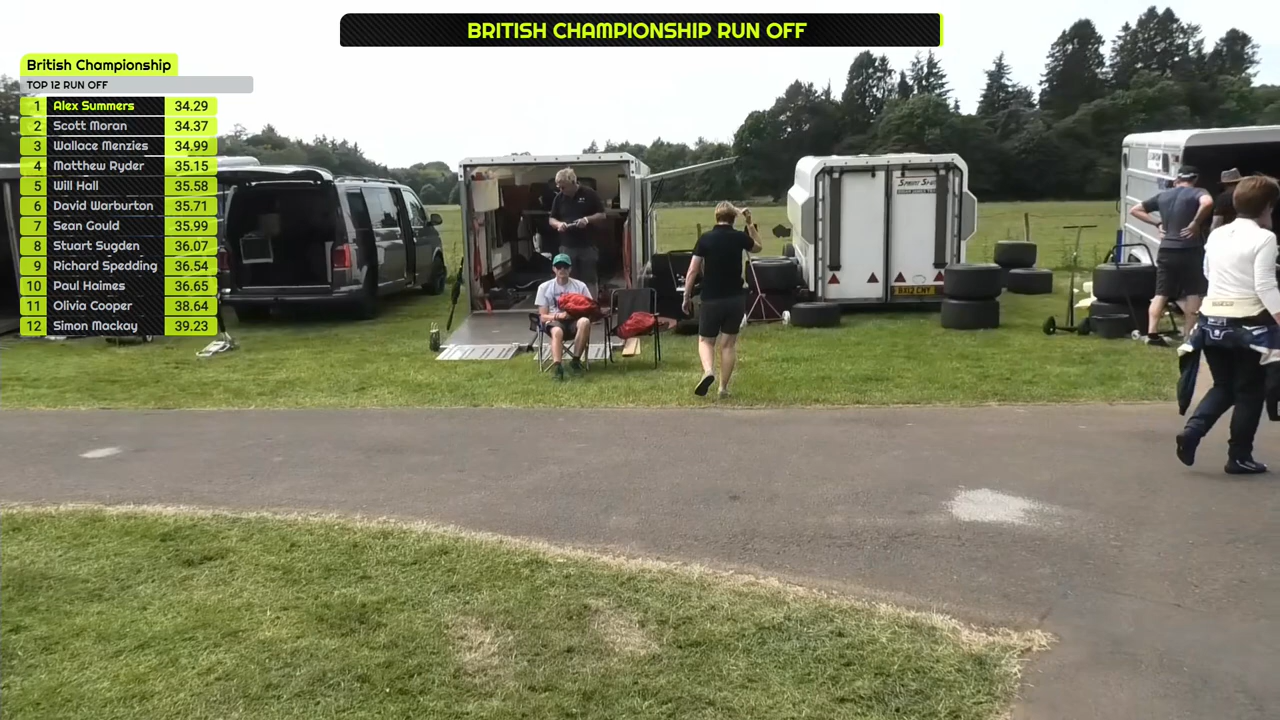 BRITISH CHAMPIONSHIP RUN OFF
British Championship
TOP 12 RUN OFF
1 Alex Summers 34.29
2 Scott Moran 34.37
3 Wallace Menzies 34.99
4 Matthew Ryder 35.15
5 Will Hall 35.58
6 David Warburton 35.71
7 Sean Gould 35.99
8 Stuart Sugden 36.07
9 Richard Spedding 36.54
10 Paul Haimes 36.65
11 Olivia Cooper 38.64
12 Simon Mackay 39.23